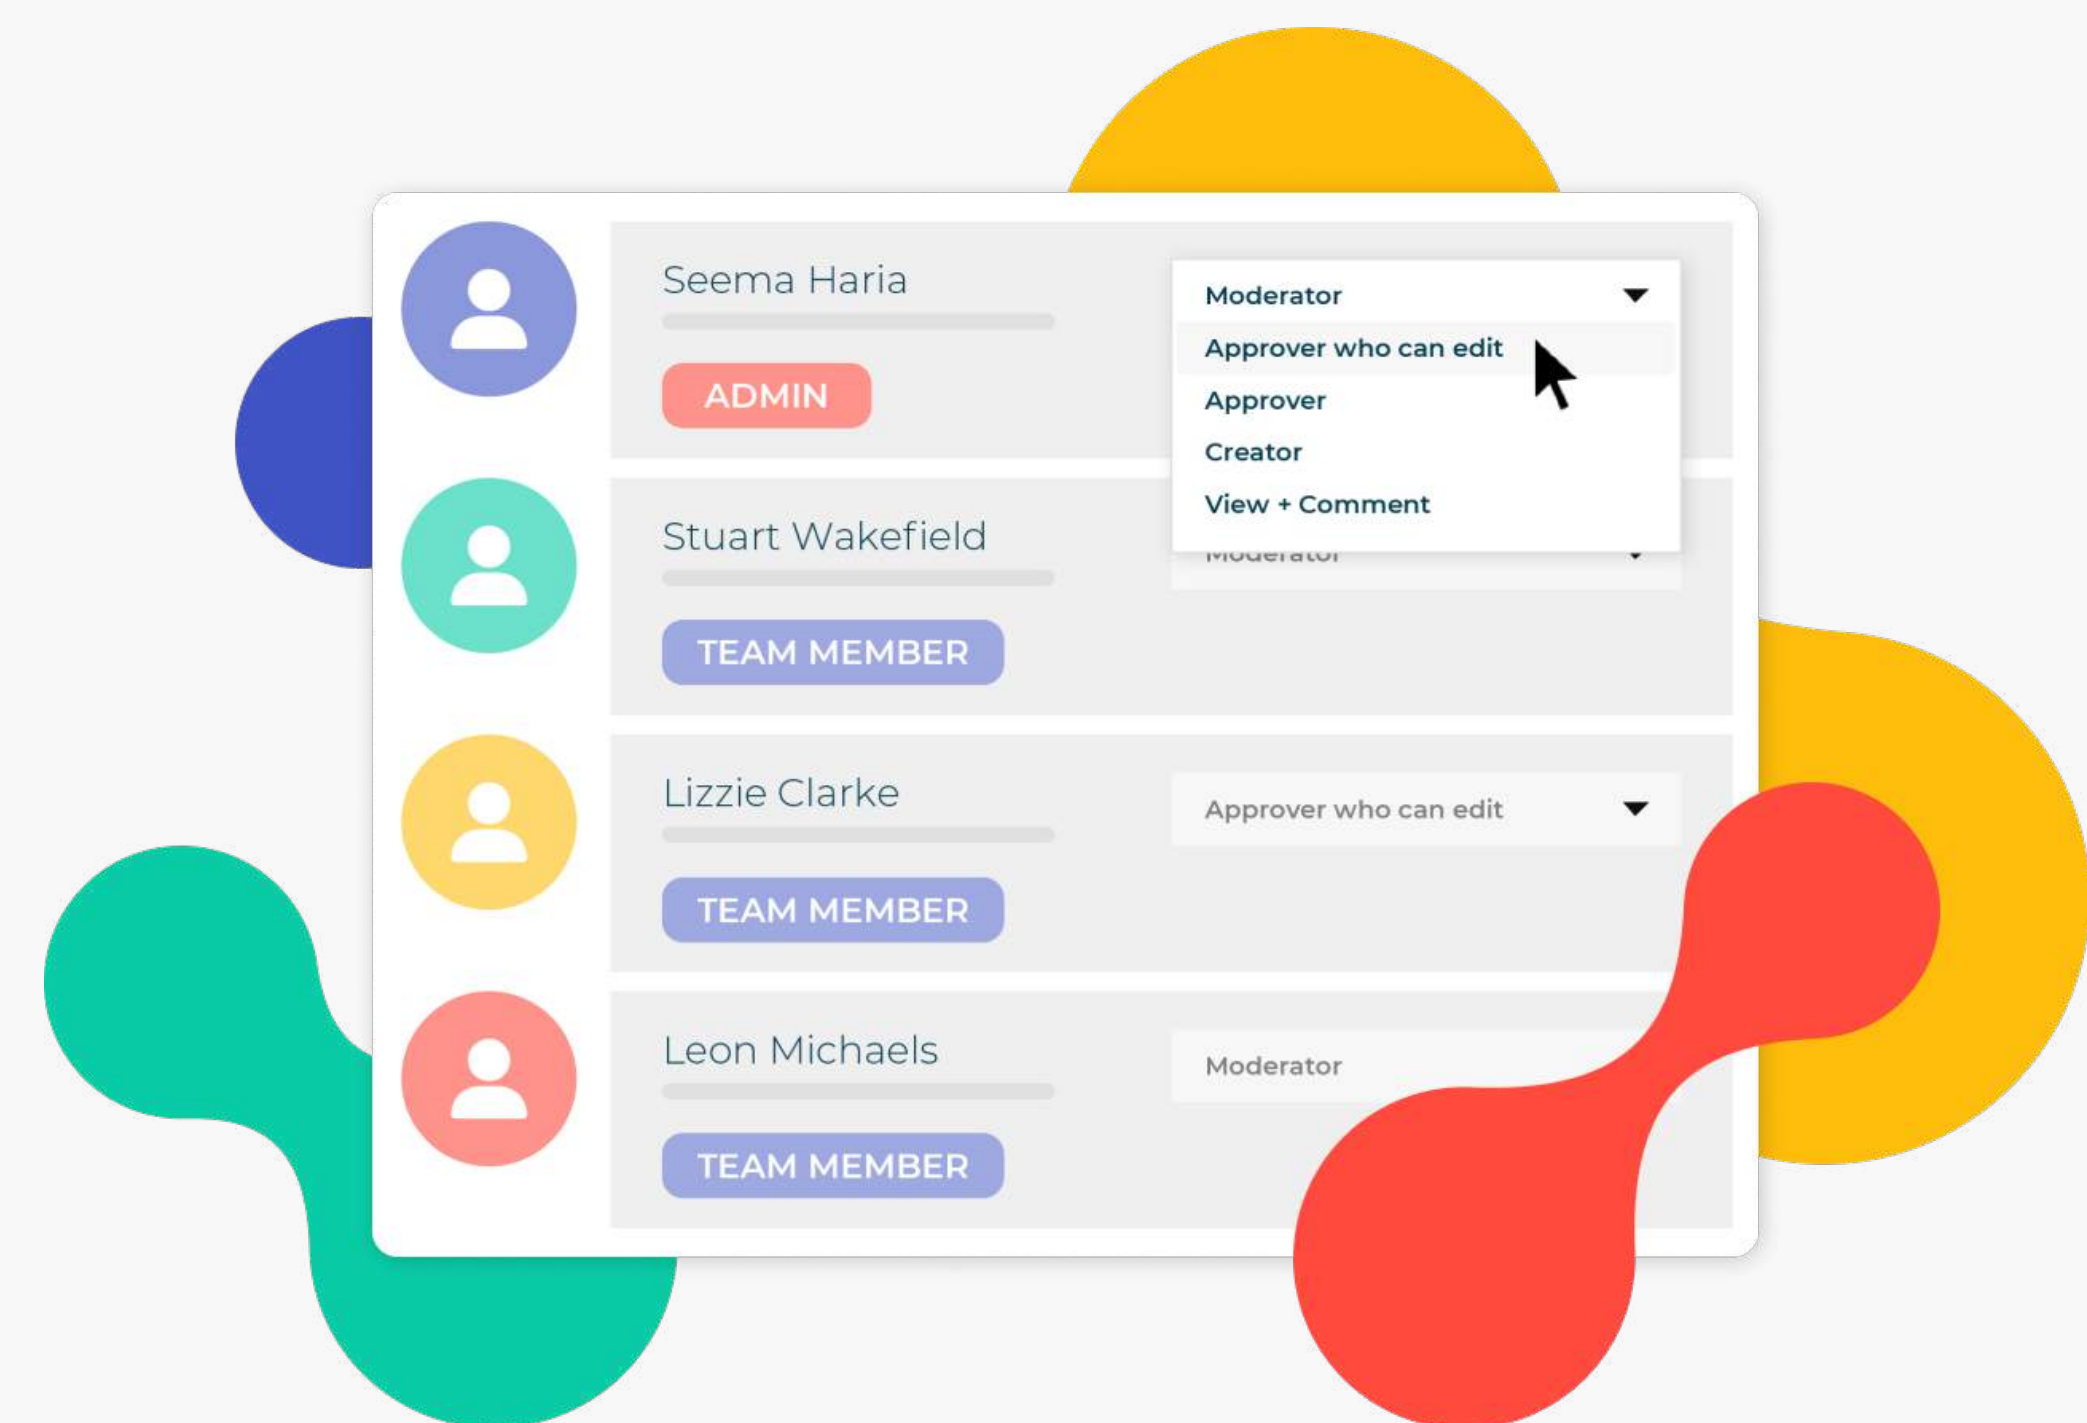 Seema Haria
ADMIN
Moderator
Approver who can edit
Approver
Creator
View + Comment
Stuart Wakefield
Moderator
TEAM MEMBER
Lizzie Clarke
Approver who can edit
TEAM MEMBER
Leon Michaels
Moderator
TEAM MEMBER